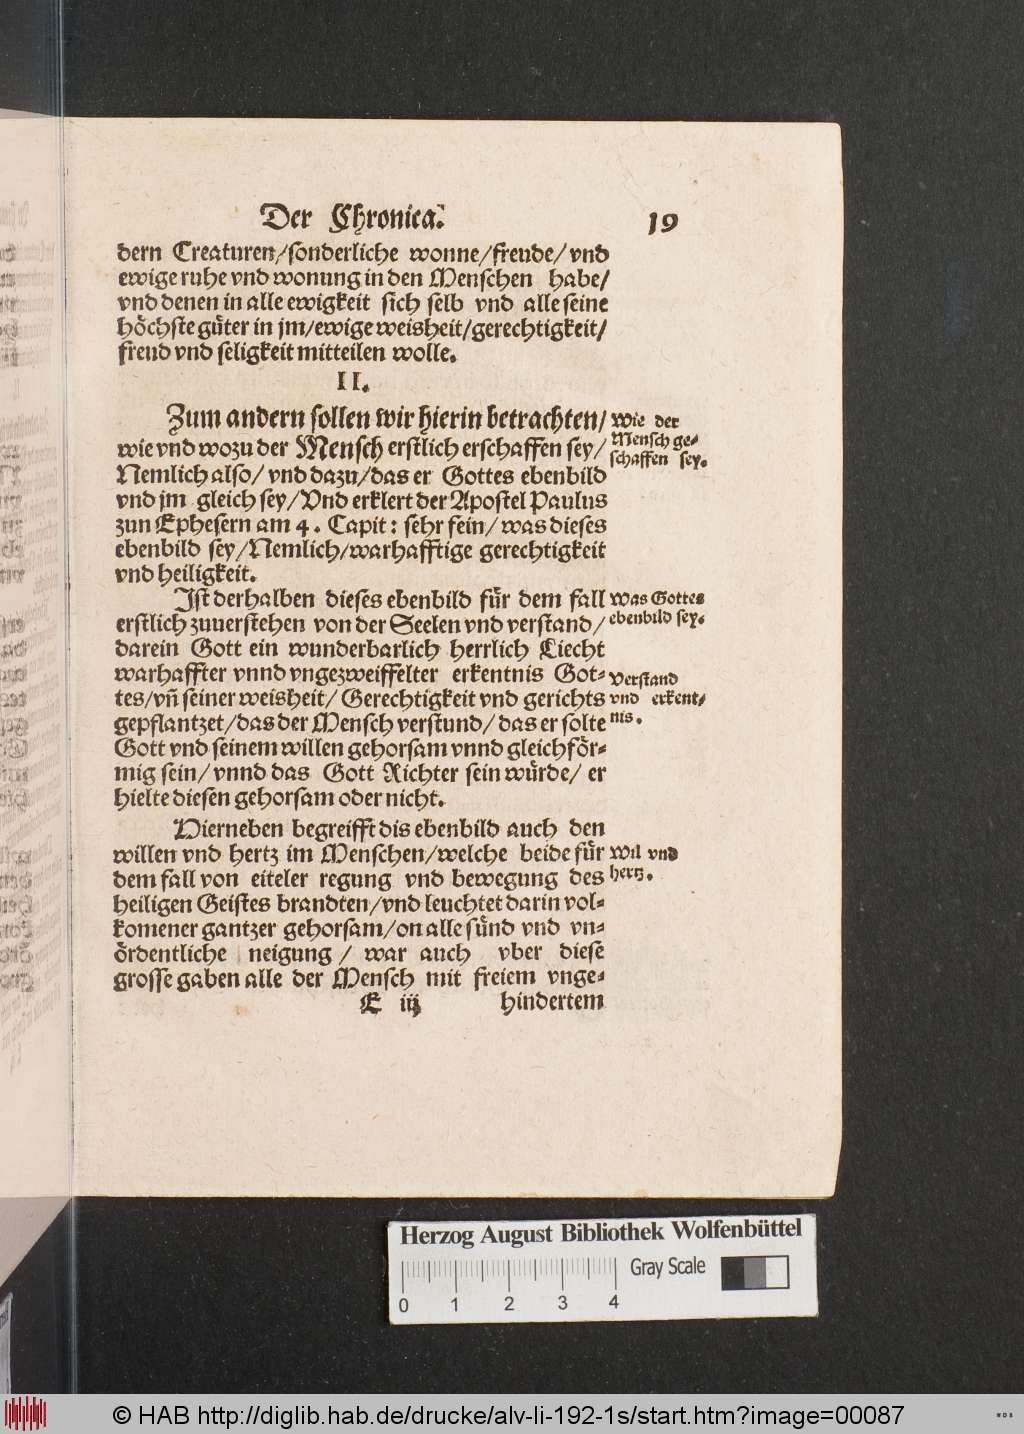 Der Chronica. 19
dern Creaturen/sonderliche wonne/freude/vnd
ewige ruhe vnd wonung in den Menschen habe/
vnd denen in alle ewigkeit sich selb vnd alle seine
höchste güter in jm/ewige weisheit/gerechtigkeit/
freud vnd seligkeit mitteilen wolle.
II.
Zum andern sollen wir hierin betrachten/
wie vnd wozu der Mensch erstlich erschaffen sey/
Nemlich also/ vnd dazu/das er Gottes ebenbild
vnd jm gleich sey/Vnd erklert der Apostel Paulus
zun Ephesern am 4. Capit: sehr fein/ was dieses
ebenbild sey/Nemlich/warhafftige gerechtigkeit
vnd heiligkeit.
Wie der
Mensch ge-
schaffen sey.
Ist derhalben dieses ebenbild für dem fall
erstlich zuuerstehen von der Seelen vnd verstand/
darein Gott ein wunderbarlich herrlich Liecht
warhaffter vnnd vngezweiffelter erkentnis Got-
tes/vñ seiner weisheit/ Gerechtigkeit vnd gerichts
gepflantzet/das der Mensch verstund/ das er solte
Gott vnd seinem willen gehorsam vnnd gleichför-
mig sein/ vnnd das Gott Richter sein würde/ er
hielte diesen gehorsam oder nicht.
Was Gottes
ebenbild sey.
Verstand
vnd erkent-
nis.
Hierneben begreifft dis ebenbild auch den
willen vnd hertz im Menschen/welche beide für
dem fall von eiteler regung vnd bewegung des
heiligen Geistes brandten/vnd leuchtet darin vol-
komener gantzer gehorsam/on alle sünd vnd vn-
ördentliche neigung / war auch vber diese
grosse gaben alle der Mensch mit freiem vnge-
Wil vnd
hertz.
E iij hindertem
Herzog August Bibliothek Wolfenbüttel
Gray Scale
0 1 2 3 4
© HAB http://diglib.hab.de/drucke/alv-li-192-1s/start.htm?image=00087